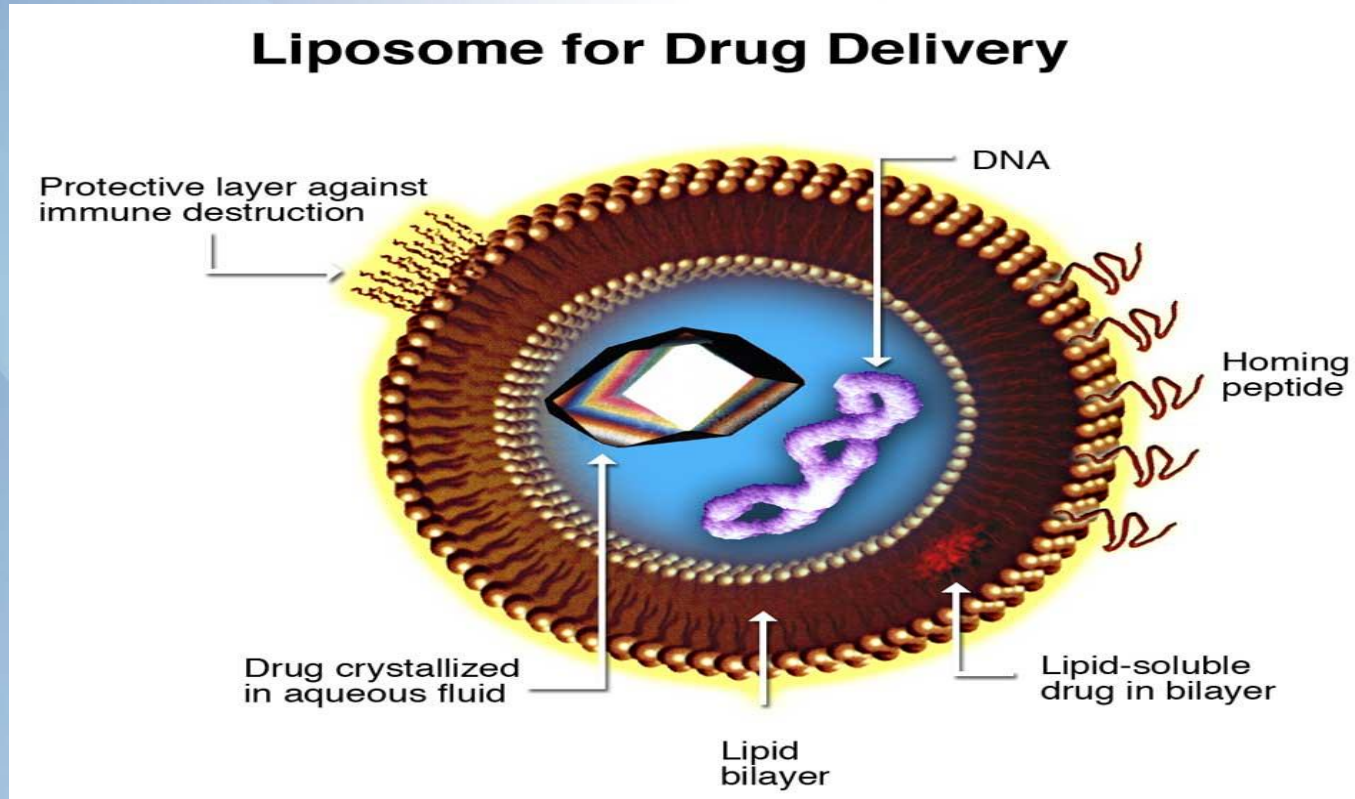 Liposome for Drug Delivery
DNA
Protective layer against
immune destruction
Homing
peptide
Drug crystallized
in aqueous fluid
Lipid-soluble
drug in bilayer
Lipid
bilayer